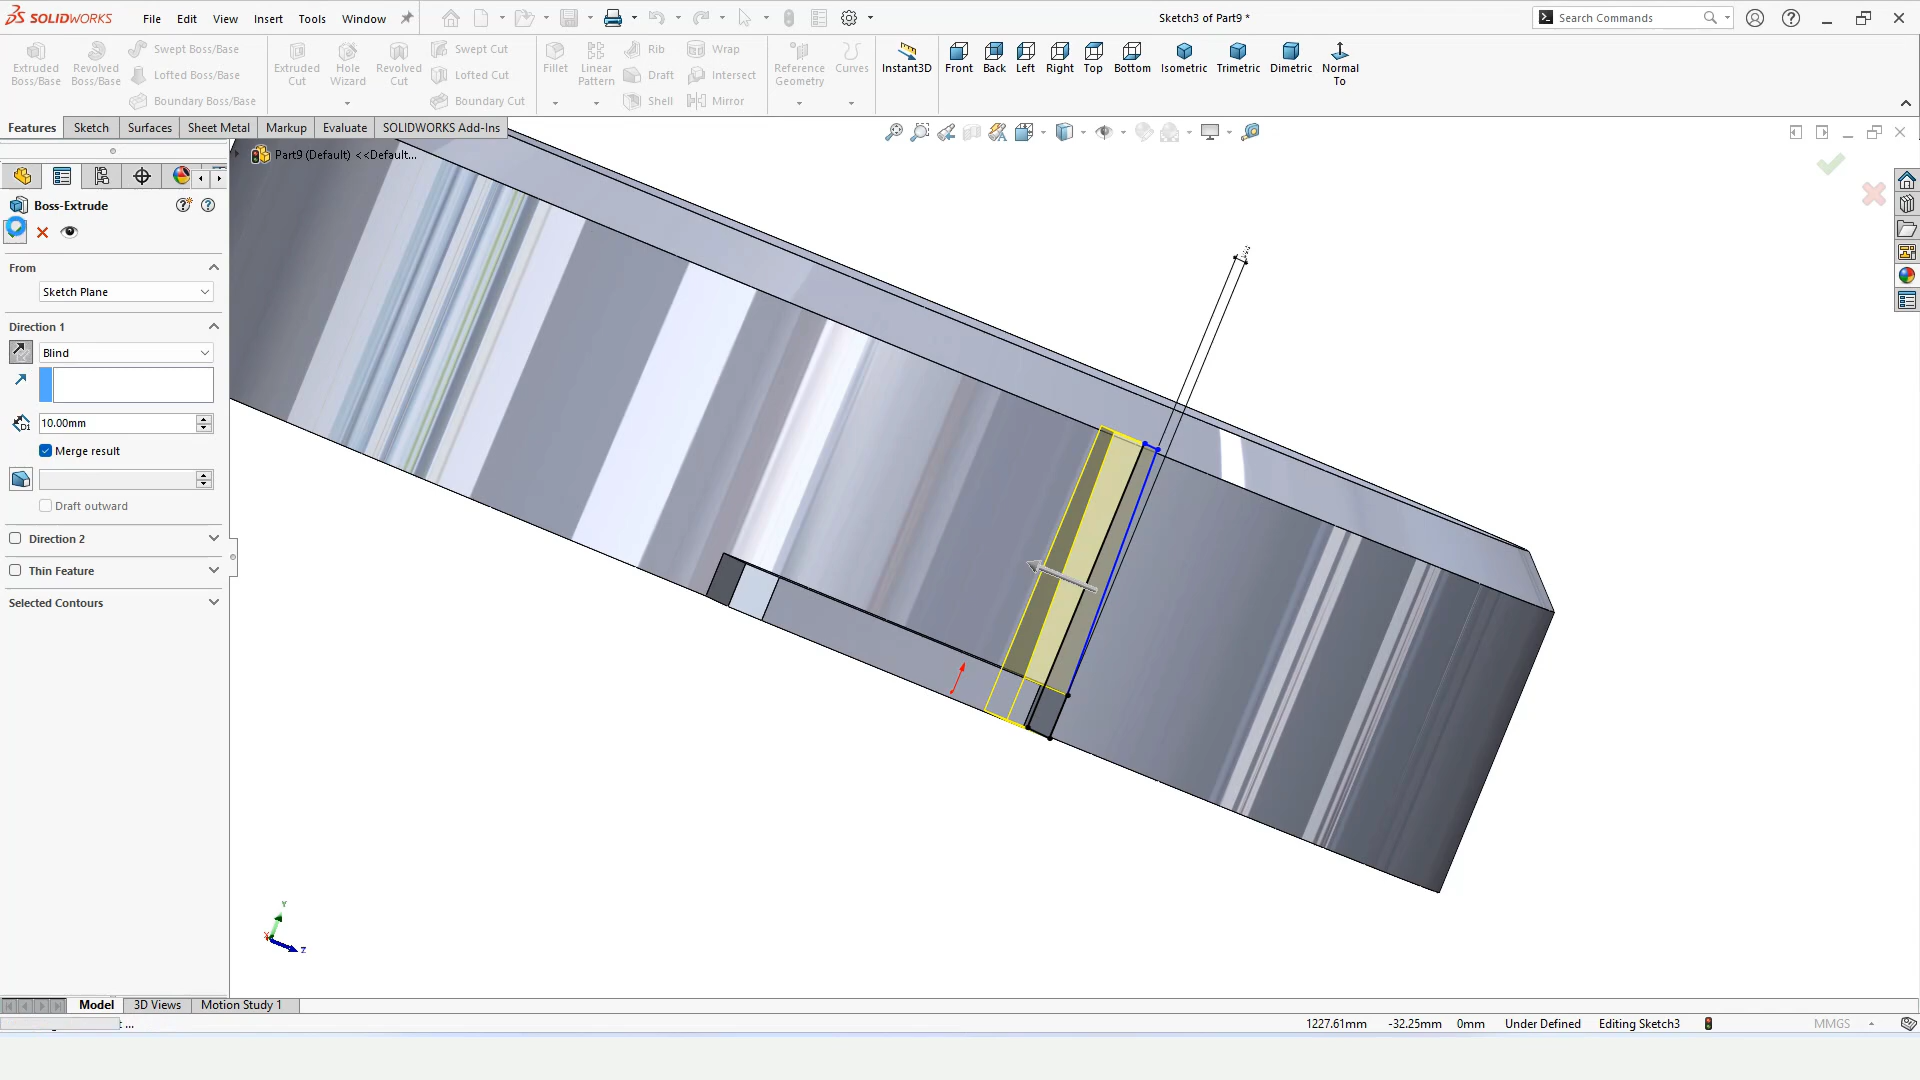 SOLIDWORKS File Edit View Insert Tools Window Sketch3 of Part9 * Search Commands
Extruded Boss/Base Revolved Boss/Base Swept Boss/Base Lofted Boss/Base Boundary Boss/Base
Extruded Cut Hole Wizard Revolved Cut Swept Cut Lofted Cut Boundary Cut
Fillet Linear Pattern Rib Draft Shell Wrap Intersect Mirror
Reference Geometry Curves Instant3D Front Back Left Right Top Bottom Isometric Trimetric Dimetric Normal To
Features Sketch Surfaces Sheet Metal Markup Evaluate SOLIDWORKS Add-Ins
Part9 (Default) <<Default...
Boss-Extrude
From
Sketch Plane
Direction 1
Blind
D1
10.00mm
Merge result
Draft outward
Direction 2
Thin Feature
Selected Contours
Y
X
Z
Model 3D Views Motion Study 1
1227.61mm -32.25mm 0mm Under Defined Editing Sketch3 MMGS